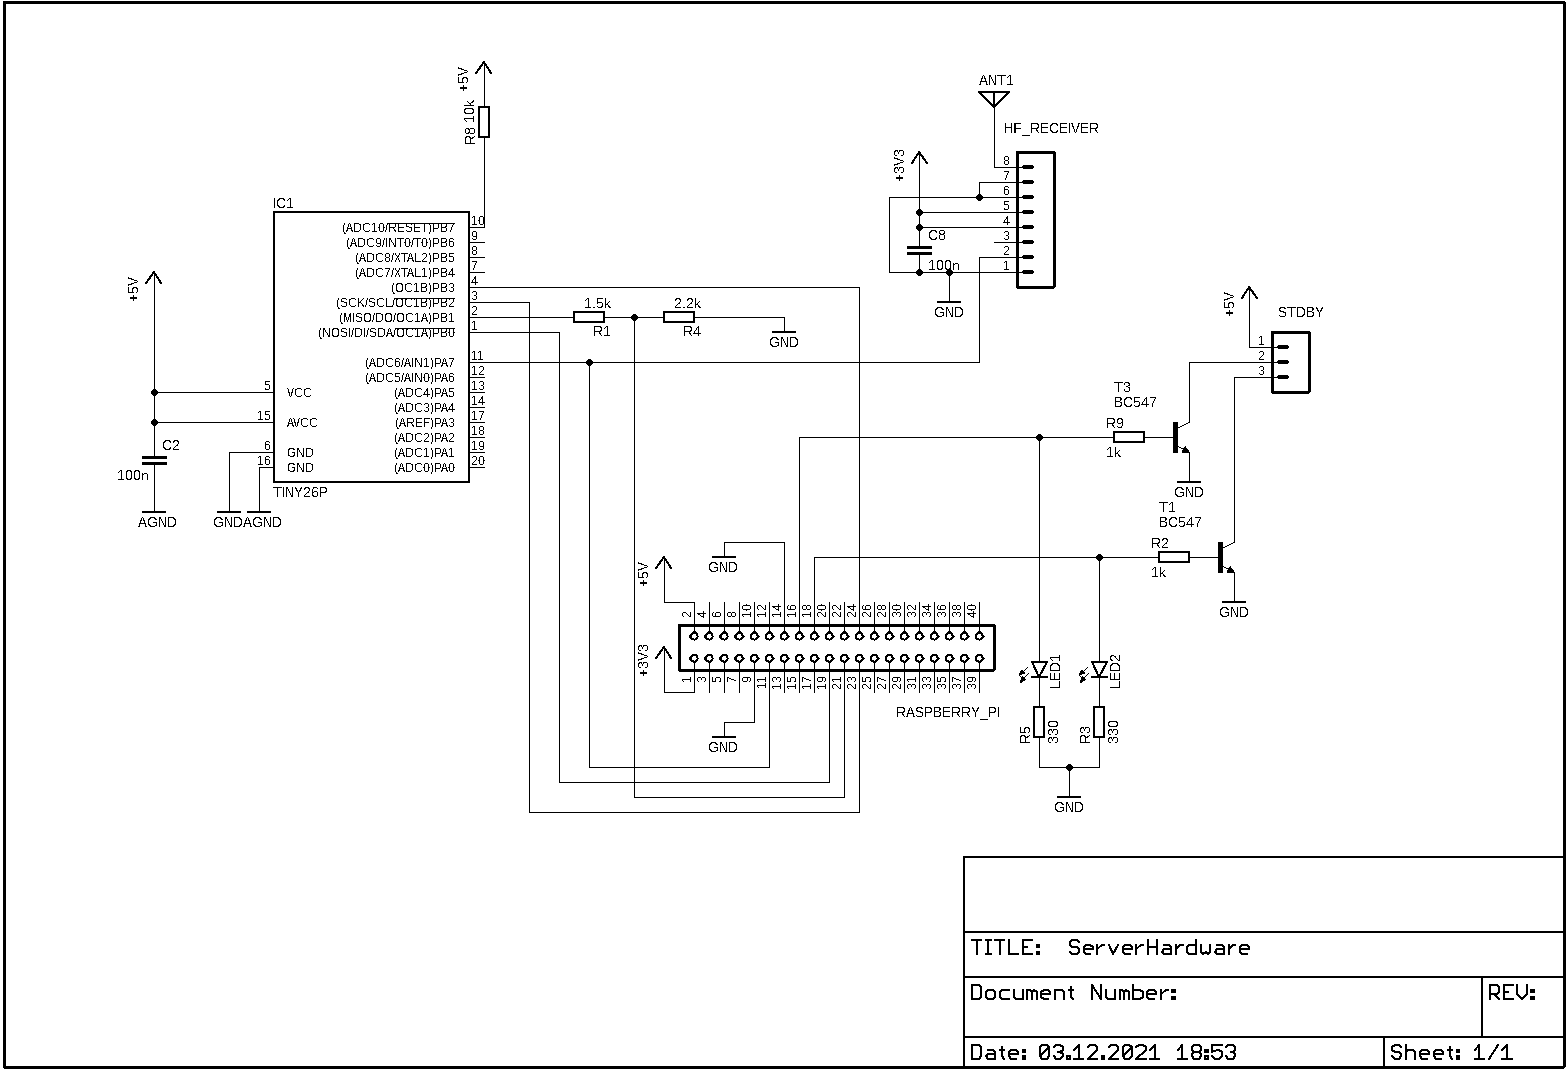 +5V
R8 10k
ANT1
HF_RECEIVER
+3V3
8
7
6
5
4
3
2
1
C8
100n
GND
IC1
(ADC10/RESET)PB7 10
(ADC9/INT0/T0)PB6 9
(ADC8/XTAL2)PB5 8
(ADC7/XTAL1)PB4 7
(OC1B)PB3 4
(SCK/SCL/OC1B)PB2 3
(MISO/DO/OC1A)PB1 2
(NOSI/DI/SDA/OC1A)PB0 1
(ADC6/AIN1)PA7 11
(ADC5/AIN0)PA6 12
(ADC4)PA5 13
(ADC3)PA4 14
(AREF)PA3 17
(ADC2)PA2 18
(ADC1)PA1 19
(ADC0)PA0 20
5 VCC
15 AVCC
6 GND
16 GND
TINY26P
+5V
C2
100n
AGND
GND
AGND
1.5k
R1
2.2k
R4
GND
+5V
STDBY
1
2
3
T3
BC547
R9
1k
GND
T1
BC547
R2
1k
GND
GND
+5V
2 4 6 8 10 12 14 16 18 20 22 24 26 28 30 32 34 36 38 40
+3V3
1 3 5 7 9 11 13 15 17 19 21 23 25 27 29 31 33 35 37 39
RASPBERRY_PI
GND
LED1
LED2
R5
330
R3
330
GND
TITLE: ServerHardware
Document Number:
REV:
Date: 03.12.2021 18:53
Sheet: 1/1